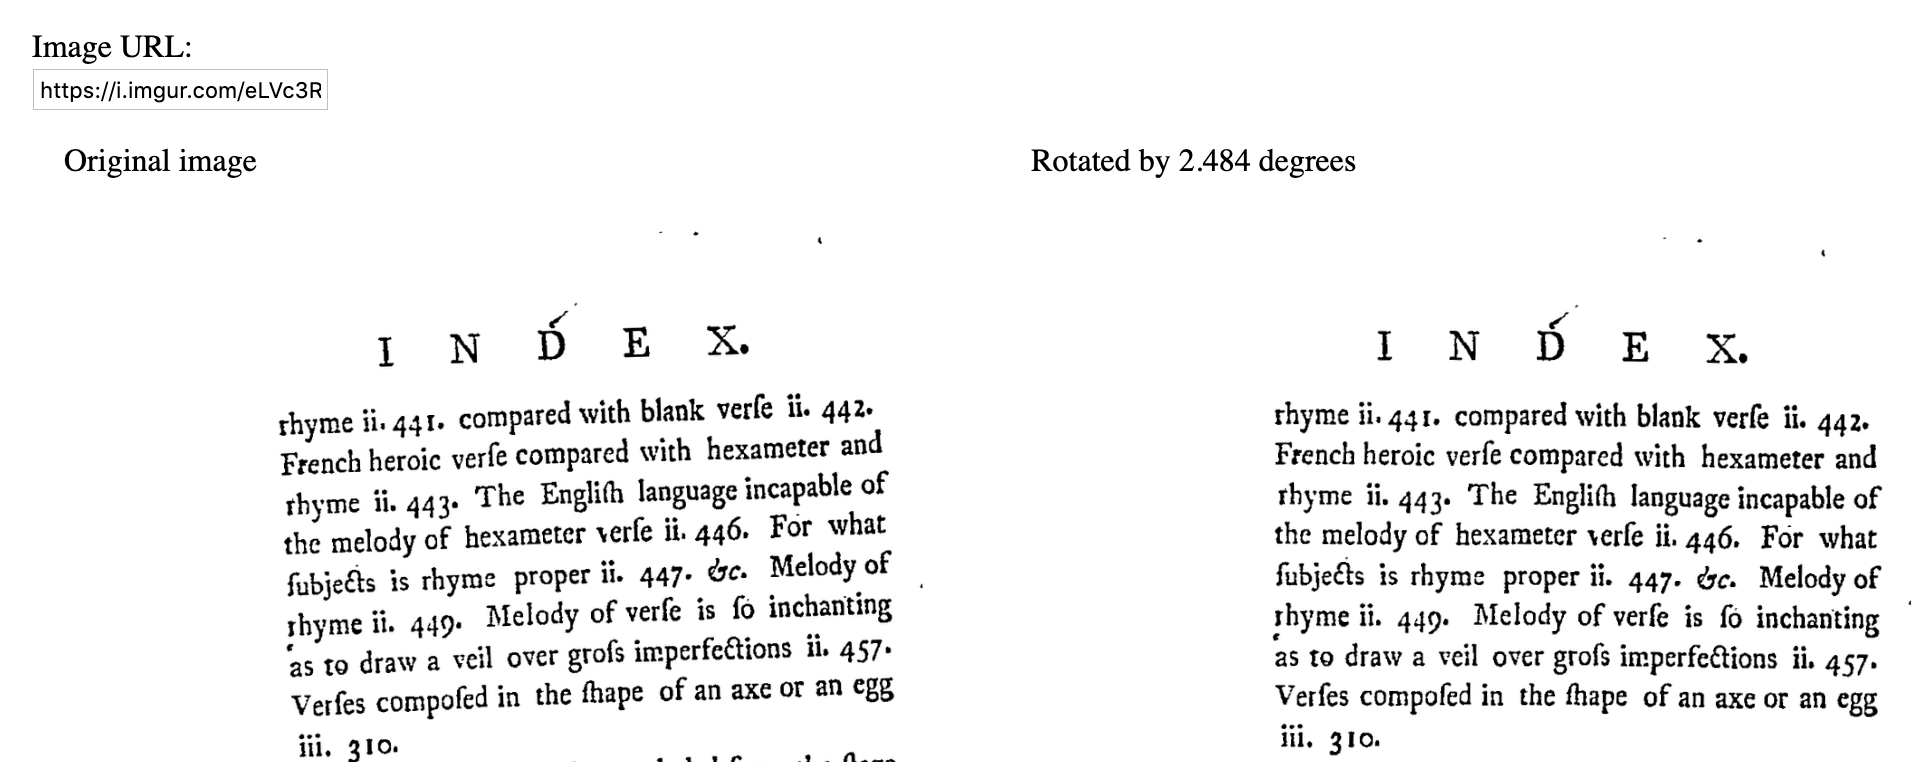 Image URL:
https://i.imgur.com/eLVc3R
Original image
I N D E X.
rhyme ii. 441. compared with blank verſe ii. 442.
French heroic verſe compared with hexameter and
rhyme ii. 443. The Engliſh language incapable of
the melody of hexameter verſe ii. 446. For what
ſubjects is rhyme proper ii. 447. &c. Melody of
rhyme ii. 449. Melody of verſe is ſo inchanting
as to draw a veil over groſs imperfections ii. 457.
Verſes compoſed in the ſhape of an axe or an egg
iii. 310.
Rotated by 2.484 degrees
I N D E X.
rhyme ii. 441. compared with blank verſe ii. 442.
French heroic verſe compared with hexameter and
rhyme ii. 443. The Engliſh language incapable of
the melody of hexameter verſe ii. 446. For what
ſubjects is rhyme proper ii. 447. &c. Melody of
rhyme ii. 449. Melody of verſe is ſo inchanting
as to draw a veil over groſs imperfections ii. 457.
Verſes compoſed in the ſhape of an axe or an egg
iii. 310.